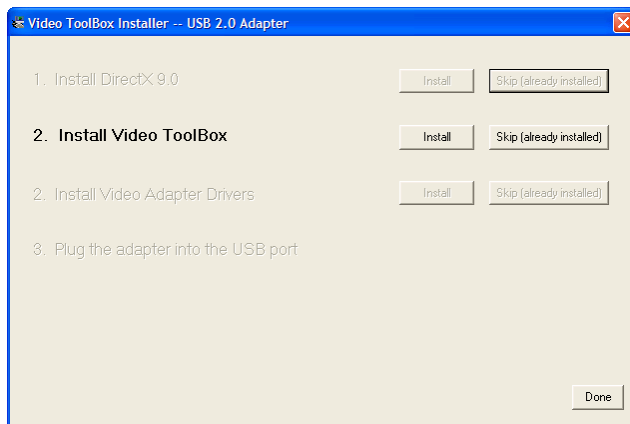 Video ToolBox Installer -- USB 2.0 Adapter
1. Install DirectX 9.0 Install Skip (already installed)
2. Install Video ToolBox Install Skip (already installed)
2. Install Video Adapter Drivers Install Skip (already installed)
3. Plug the adapter into the USB port
Done